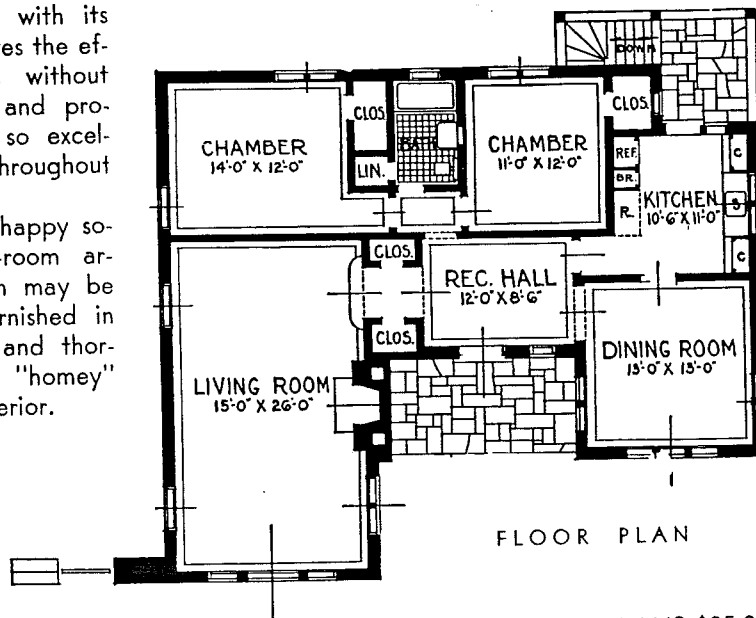 with its
es the ef-
without
and pro-
so excel-
hroughout
happy so-
-room ar-
may be
rnished in
and thor-
"homey"
erior.
DOWN
CLOS.
CHAMBER
14'-0" X 12'-0"
LIN.
BATH
CHAMBER
11'-0" X 12'-0"
CLOS.
REF.
BR.
R.
KITCHEN
10'-6" X 11'-0"
C
S
C
CLOS.
REC. HALL
12'-0" X 8'-6"
CLOS.
LIVING ROOM
15'-0" X 26'-0"
DINING ROOM
13'-0" X 13'-0"
FLOOR PLAN